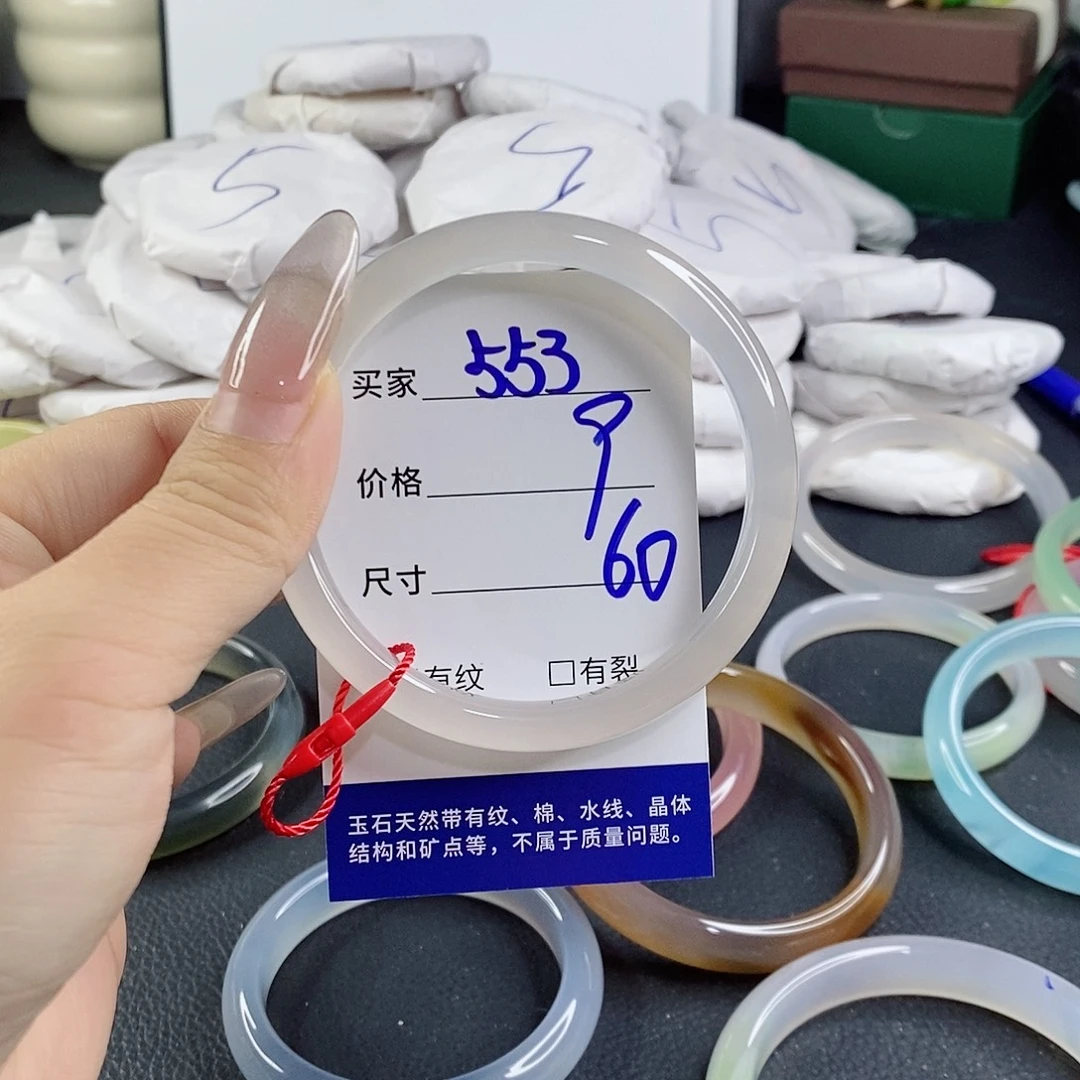 买家 553
价格 9
尺寸 60
有纹 □有裂
玉石天然带有纹、棉、水线、晶体
结构和矿点等，不属于质量问题。